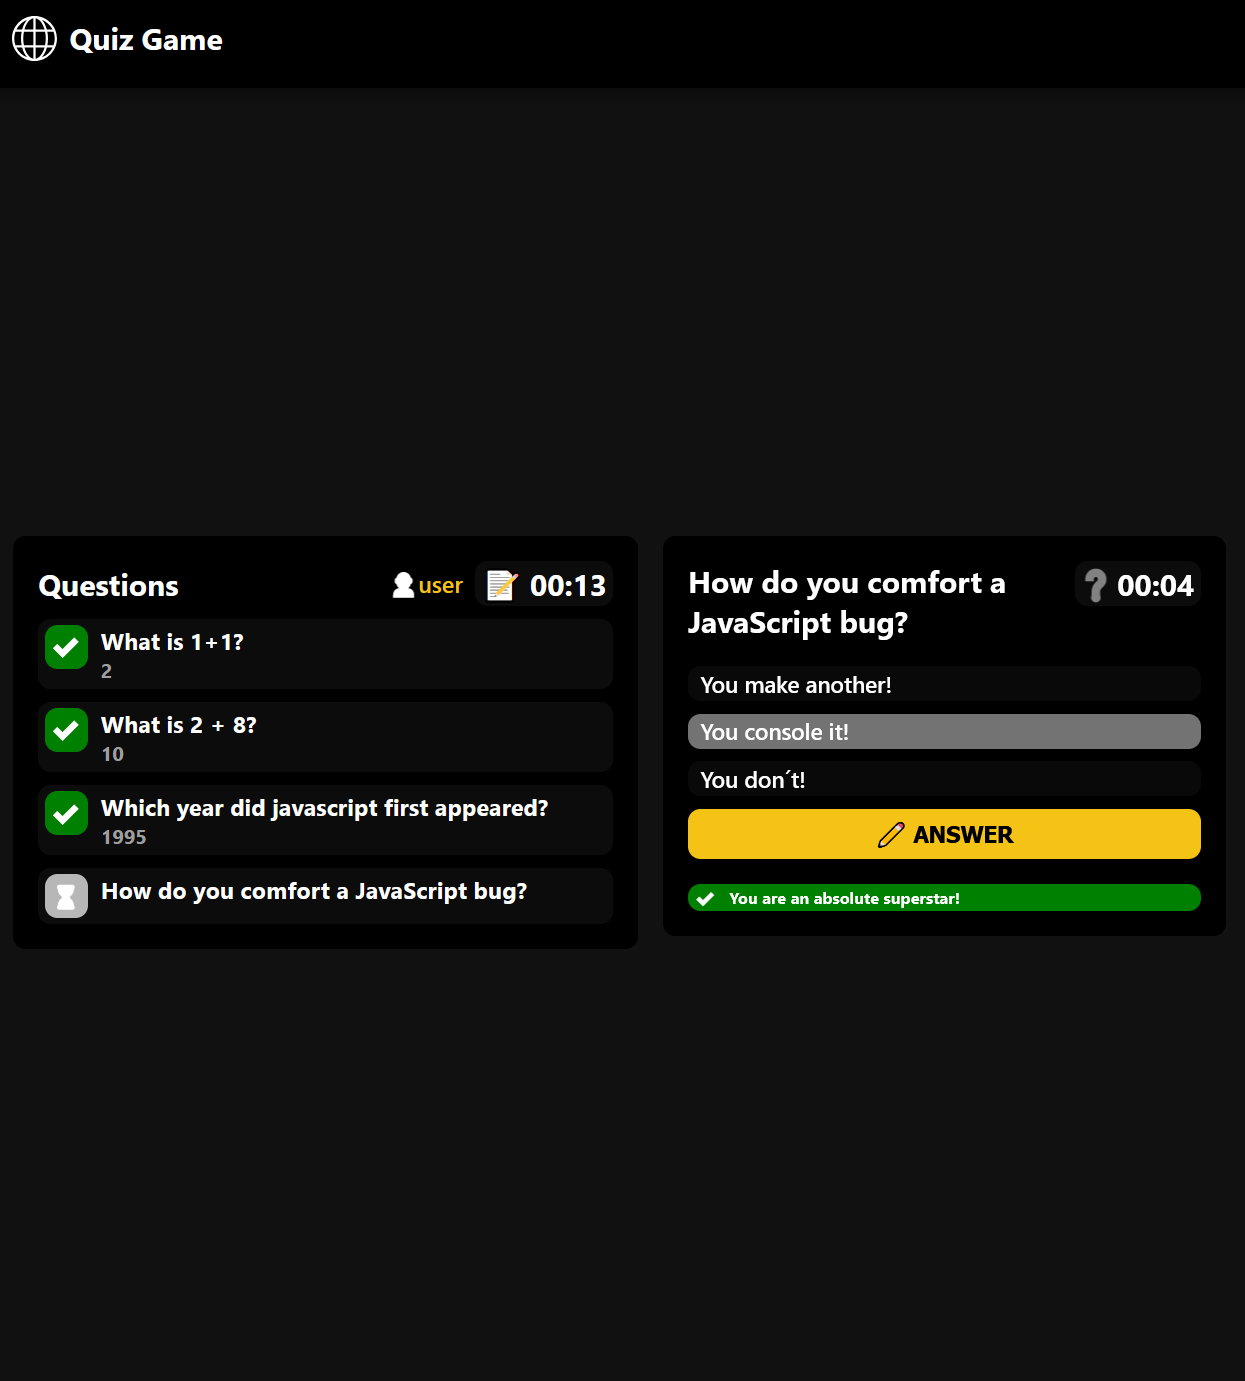 Quiz Game
Questions
user
00:13
What is 1+1?
2
What is 2 + 8?
10
Which year did javascript first appeared?
1995
How do you comfort a JavaScript bug?
How do you comfort a
JavaScript bug?
00:04
You make another!
You console it!
You don´t!
ANSWER
You are an absolute superstar!